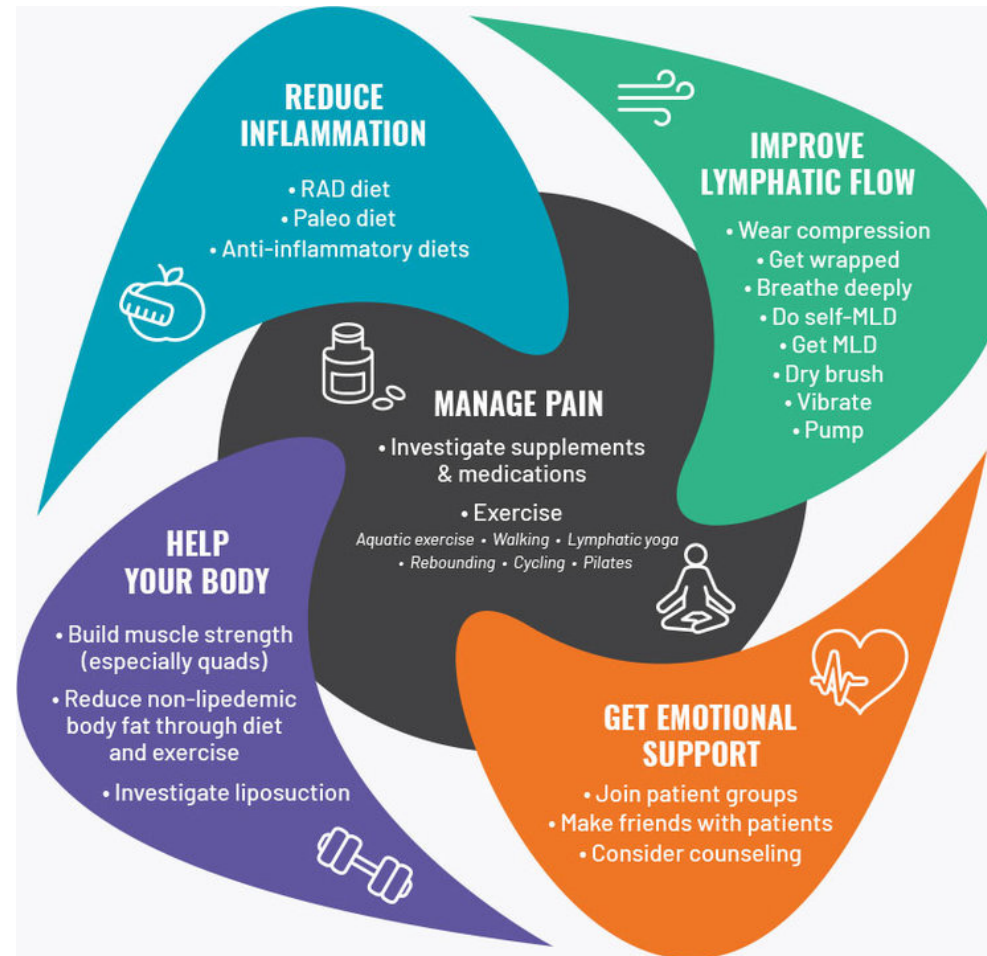 REDUCE
INFLAMMATION
• RAD diet
• Paleo diet
• Anti-inflammatory diets
IMPROVE
LYMPHATIC FLOW
• Wear compression
• Get wrapped
• Breathe deeply
• Do self-MLD
• Get MLD
• Dry brush
• Vibrate
• Pump
MANAGE PAIN
• Investigate supplements
& medications
• Exercise
Aquatic exercise • Walking • Lymphatic yoga
• Rebounding • Cycling • Pilates
HELP
YOUR BODY
• Build muscle strength
(especially quads)
• Reduce non-lipedemic
body fat through diet
and exercise
• Investigate liposuction
GET EMOTIONAL
SUPPORT
• Join patient groups
• Make friends with patients
• Consider counseling